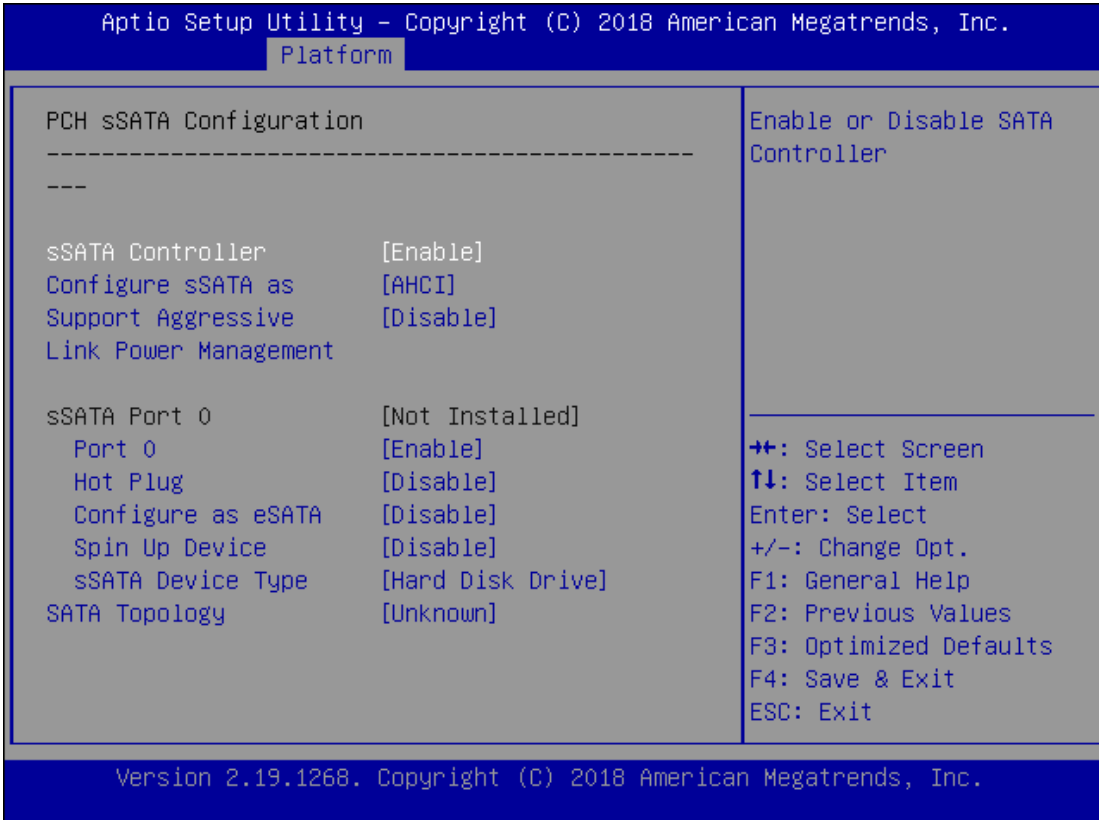 Aptio Setup Utility – Copyright (C) 2018 American Megatrends, Inc.
Platform
PCH sSATA Configuration
-----------------------------------------------
---
sSATA Controller [Enable]
Configure sSATA as [AHCI]
Support Aggressive [Disable]
Link Power Management
sSATA Port 0 [Not Installed]
Port 0 [Enable]
Hot Plug [Disable]
Configure as eSATA [Disable]
Spin Up Device [Disable]
sSATA Device Type [Hard Disk Drive]
SATA Topology [Unknown]
Enable or Disable SATA
Controller
→←: Select Screen
↑↓: Select Item
Enter: Select
+/-: Change Opt.
F1: General Help
F2: Previous Values
F3: Optimized Defaults
F4: Save & Exit
ESC: Exit
Version 2.19.1268. Copyright (C) 2018 American Megatrends, Inc.